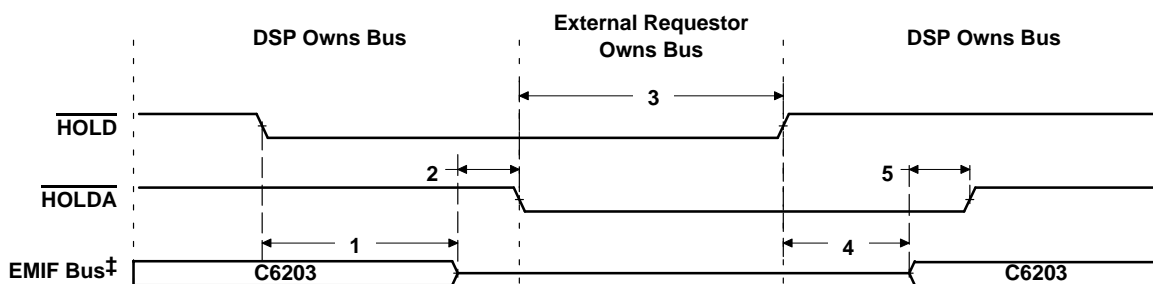 DSP Owns Bus
External Requestor
Owns Bus
DSP Owns Bus
3
HOLD
2
5
HOLDA
1
4
EMIF Bus‡
C6203
C6203